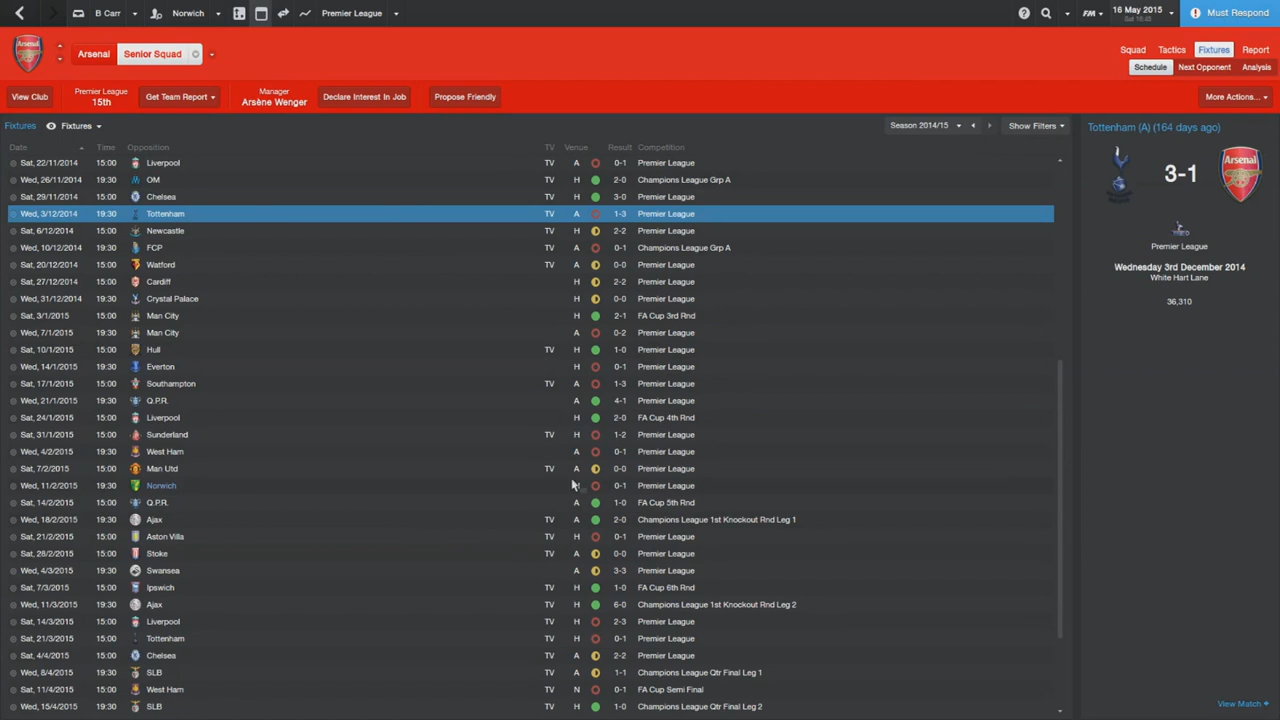 B Carr Norwich Premier League FM 16 May 2015 Sat 16:45 Must Respond
Arsenal Senior Squad Squad Tactics Fixtures Report
Schedule Next Opponent Analysis
View Club Premier League 15th Get Team Report Manager Arsène Wenger Declare Interest In Job Propose Friendly More Actions...
Fixtures Fixtures Season 2014/15 Show Filters
Date Time Opposition TV Venue Result Competition
Sat, 22/11/2014 15:00 Liverpool TV A 0-1 Premier League
Wed, 26/11/2014 19:30 OM TV H 2-0 Champions League Grp A
Sat, 29/11/2014 15:00 Chelsea TV H 3-0 Premier League
Wed, 3/12/2014 19:30 Tottenham TV A 1-3 Premier League
Sat, 6/12/2014 15:00 Newcastle TV H 2-2 Premier League
Wed, 10/12/2014 19:30 FCP TV A 0-1 Champions League Grp A
Sat, 20/12/2014 15:00 Watford TV A 0-0 Premier League
Sat, 27/12/2014 15:00 Cardiff H 2-2 Premier League
Wed, 31/12/2014 19:30 Crystal Palace H 0-0 Premier League
Sat, 3/1/2015 15:00 Man City H 2-1 FA Cup 3rd Rnd
Wed, 7/1/2015 19:30 Man City A 0-2 Premier League
Sat, 10/1/2015 15:00 Hull TV H 1-0 Premier League
Wed, 14/1/2015 19:30 Everton H 0-1 Premier League
Sat, 17/1/2015 15:00 Southampton TV A 1-3 Premier League
Wed, 21/1/2015 19:30 Q.P.R. A 4-1 Premier League
Sat, 24/1/2015 15:00 Liverpool H 2-0 FA Cup 4th Rnd
Sat, 31/1/2015 15:00 Sunderland TV H 1-2 Premier League
Wed, 4/2/2015 19:30 West Ham A 0-1 Premier League
Sat, 7/2/2015 15:00 Man Utd TV A 0-0 Premier League
Wed, 11/2/2015 19:30 Norwich 0-1 Premier League
Sat, 14/2/2015 15:00 Q.P.R. A 1-0 FA Cup 5th Rnd
Wed, 18/2/2015 19:30 Ajax TV A 2-0 Champions League 1st Knockout Rnd Leg 1
Sat, 21/2/2015 15:00 Aston Villa TV H 0-1 Premier League
Sat, 28/2/2015 15:00 Stoke TV A 0-0 Premier League
Wed, 4/3/2015 19:30 Swansea A 3-3 Premier League
Sat, 7/3/2015 15:00 Ipswich TV H 1-0 FA Cup 6th Rnd
Wed, 11/3/2015 19:30 Ajax TV H 6-0 Champions League 1st Knockout Rnd Leg 2
Sat, 14/3/2015 15:00 Liverpool TV H 2-3 Premier League
Sat, 21/3/2015 15:00 Tottenham TV H 0-1 Premier League
Sat, 4/4/2015 15:00 Chelsea TV A 2-2 Premier League
Wed, 8/4/2015 19:30 SLB TV A 1-1 Champions League Qtr Final Leg 1
Sat, 11/4/2015 15:00 West Ham TV N 0-1 FA Cup Semi Final
Wed, 15/4/2015 19:30 SLB TV H 1-0 Champions League Qtr Final Leg 2
Tottenham (A) (164 days ago)
3-1
Premier League
Wednesday 3rd December 2014
White Hart Lane
36,310
View Match